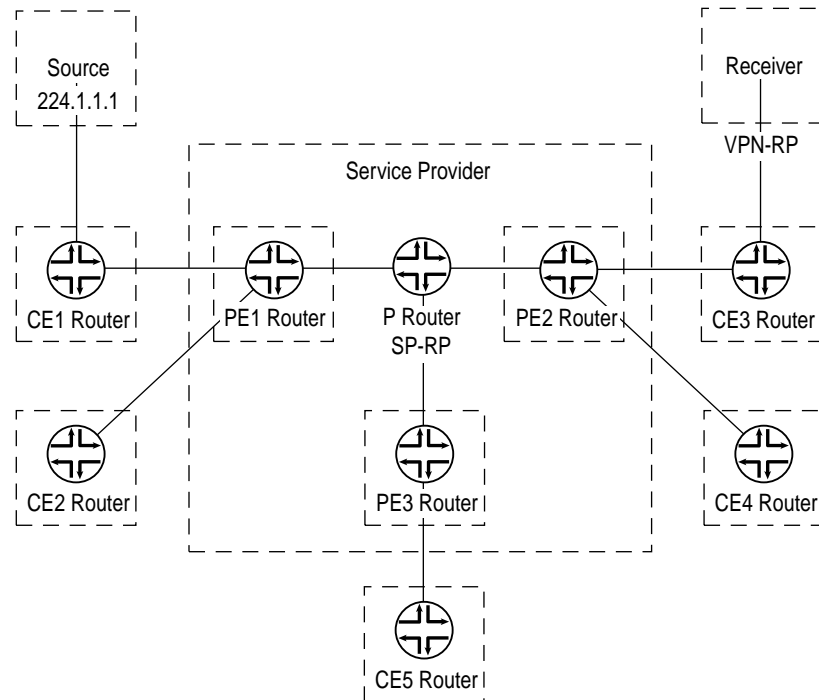 Source
224.1.1.1
Receiver
VPN-RP
Service Provider
CE1 Router
PE1 Router
P Router
SP-RP
PE2 Router
CE3 Router
CE2 Router
PE3 Router
CE4 Router
CE5 Router